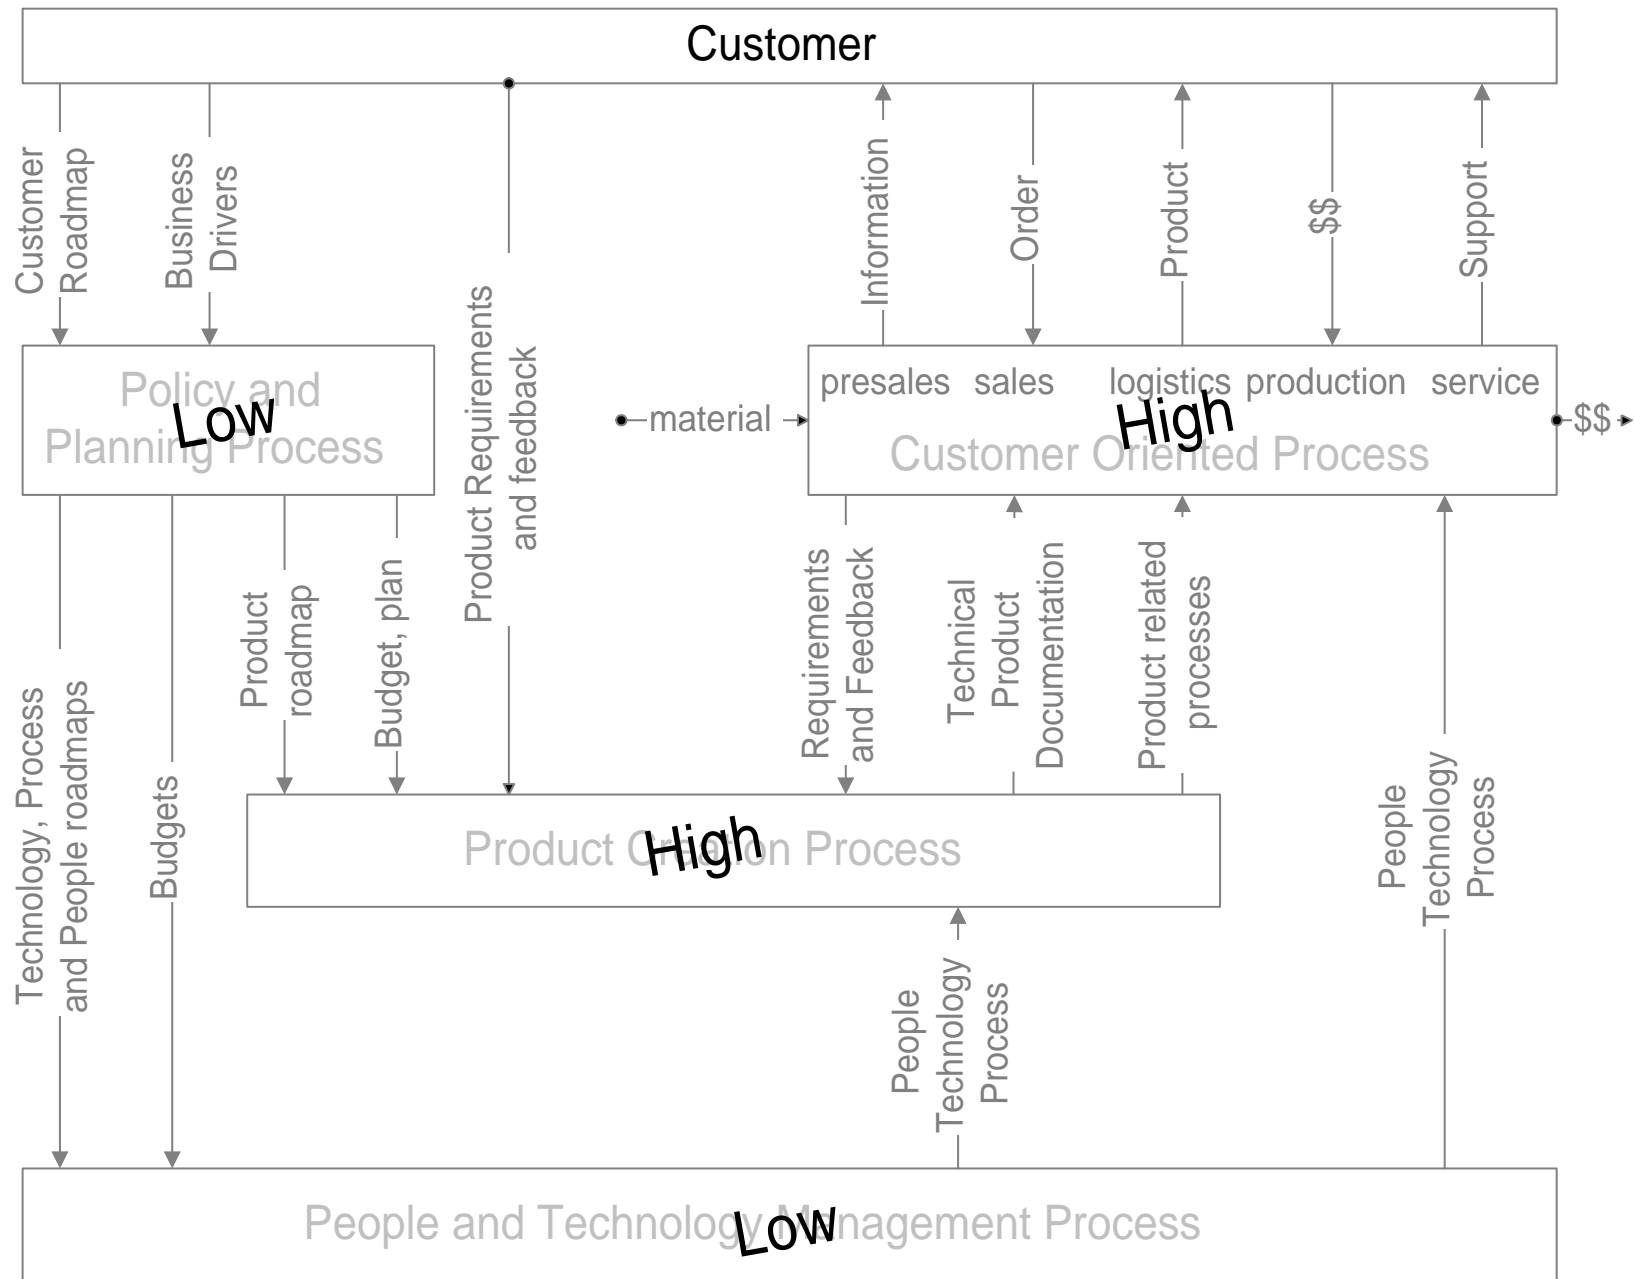 Customer
Customer
Roadmap
Business
Drivers
Product Requirements
and feedback
Information
Order
Product
$$
Support
Policy and
Planning Process
Low
material
presales sales logistics production service
High
Customer Oriented Process
$$
Technology, Process
and People roadmaps
Budgets
Product
roadmap
Budget, plan
Requirements
and Feedback
Technical
Product
Documentation
Product related
processes
People
Technology
Process
Product Creation Process
High
People
Technology
Process
People and Technology Management Process
Low